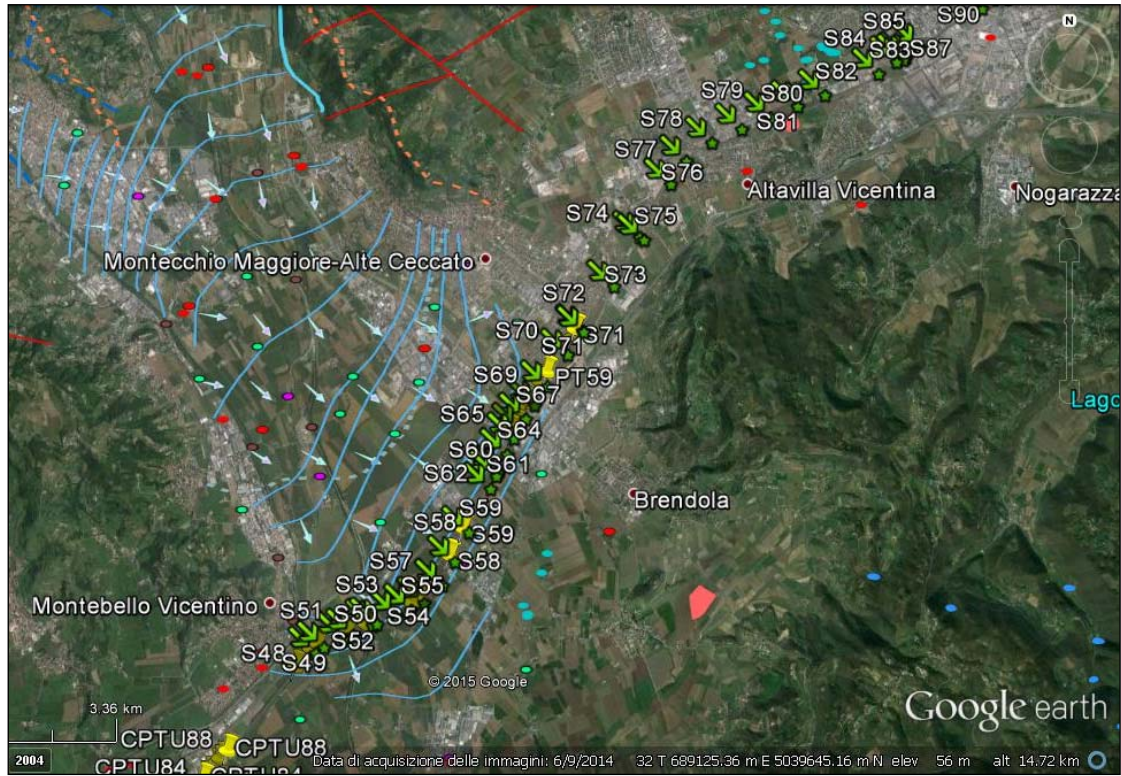 S90
S85
S84
S83
S87
N
S82
S79
S80
S78
S81
S77
S76
Altavilla Vicentina
Nogarazza
S74
S75
Montecchio Maggiore-Alte Ceccato
S73
S72
S70
S71
S71
S69
PT59
S67
Lago
S65
S64
S60
S61
S62
Brendola
S59
S58
S59
S57
S58
S53
S55
Montebello Vicentino
S51
S50
S54
S52
S48
S49
© 2015 Google
3.36 km
Google earth
CPTU88
CPTU88
CPTU84
2004
Data di acquisizione delle immagini: 6/9/2014 32 T 689125.36 m E 5039645.16 m N elev 56 m alt 14.72 km